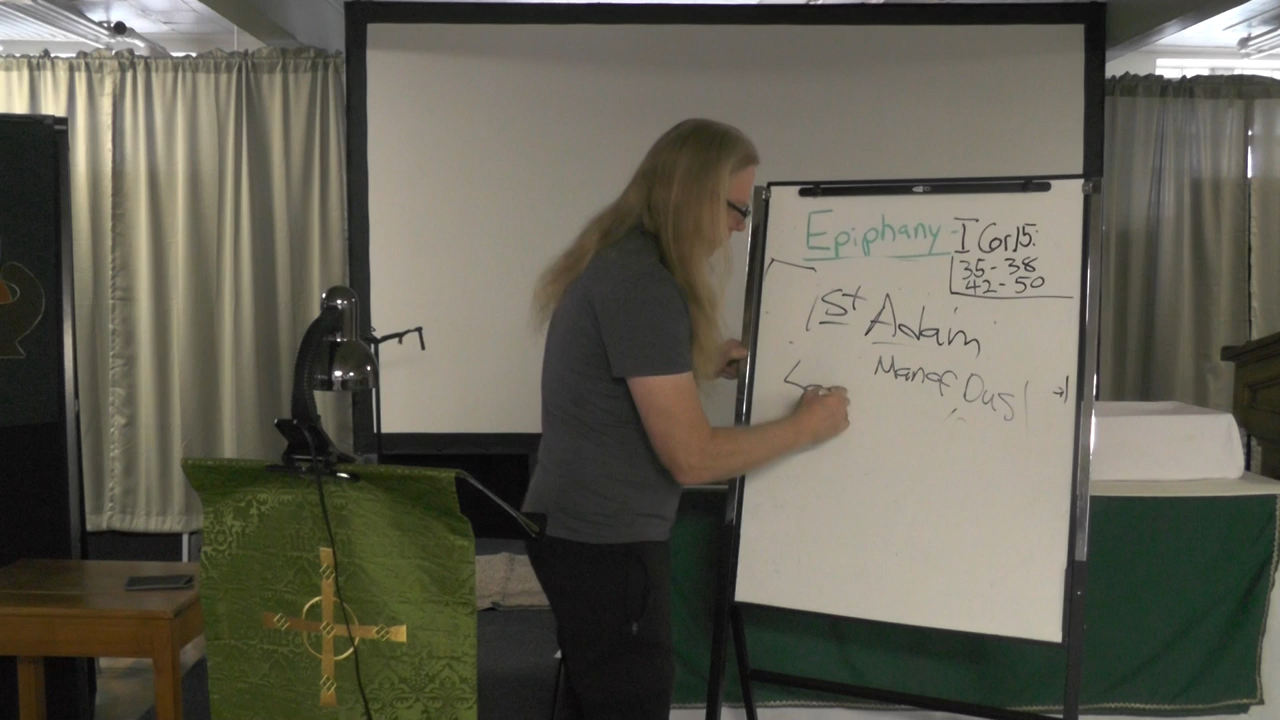 Epiphany - I Cor 15:
35-38
42-50
1st Adam
Man of Dust